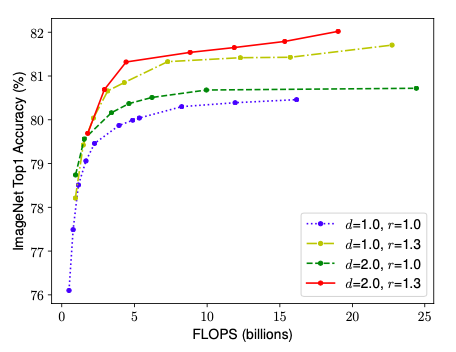 82
81
80
79
78
77
76
ImageNet Top1 Accuracy (%)
d=1.0, r=1.0
d=1.0, r=1.3
d=2.0, r=1.0
d=2.0, r=1.3
0 5 10 15 20 25
FLOPS (billions)